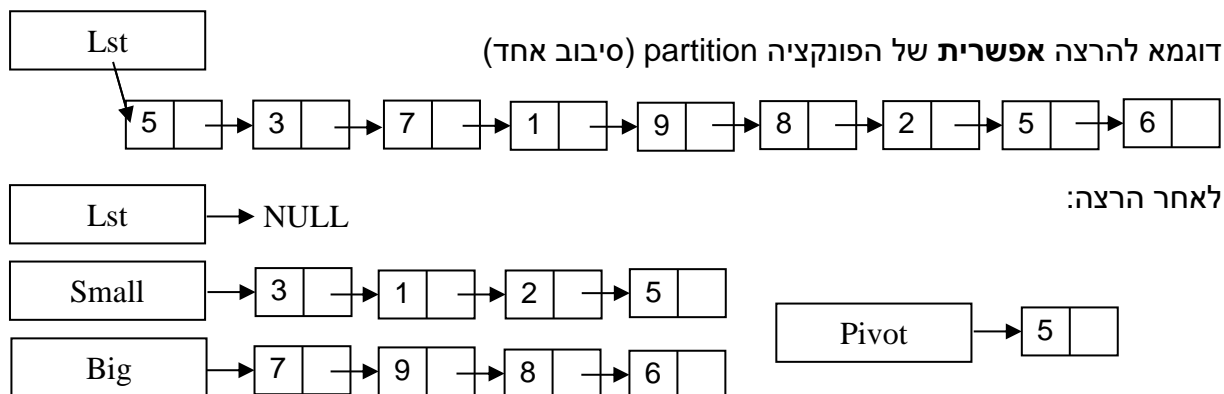 Lst
דוגמא להרצה אפשרית של הפונקציה partition (סיבוב אחד)
5 3 7 1 9 8 2 5 6
לאחר הרצה:
Lst NULL
Small 3 1 2 5
Pivot 5
Big 7 9 8 6